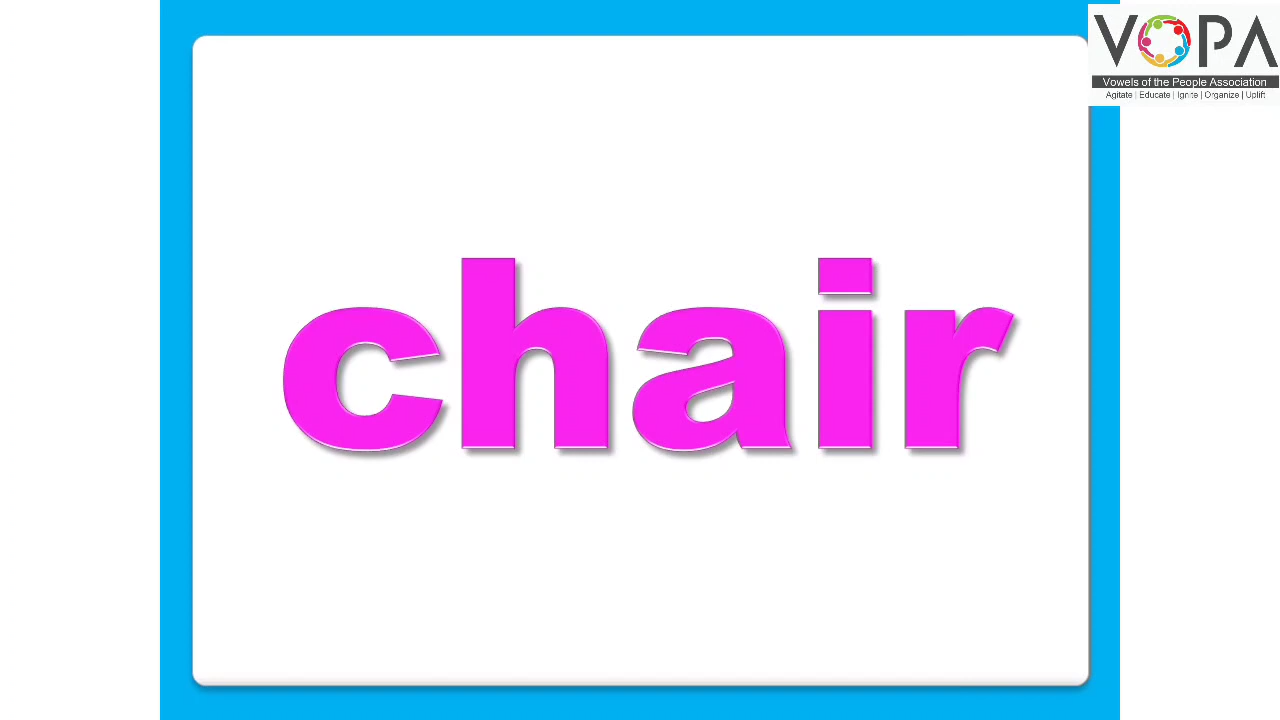 VOPA
Vowels of the People Association
Agitate | Educate | Ignite | Organize | Uplift
chair